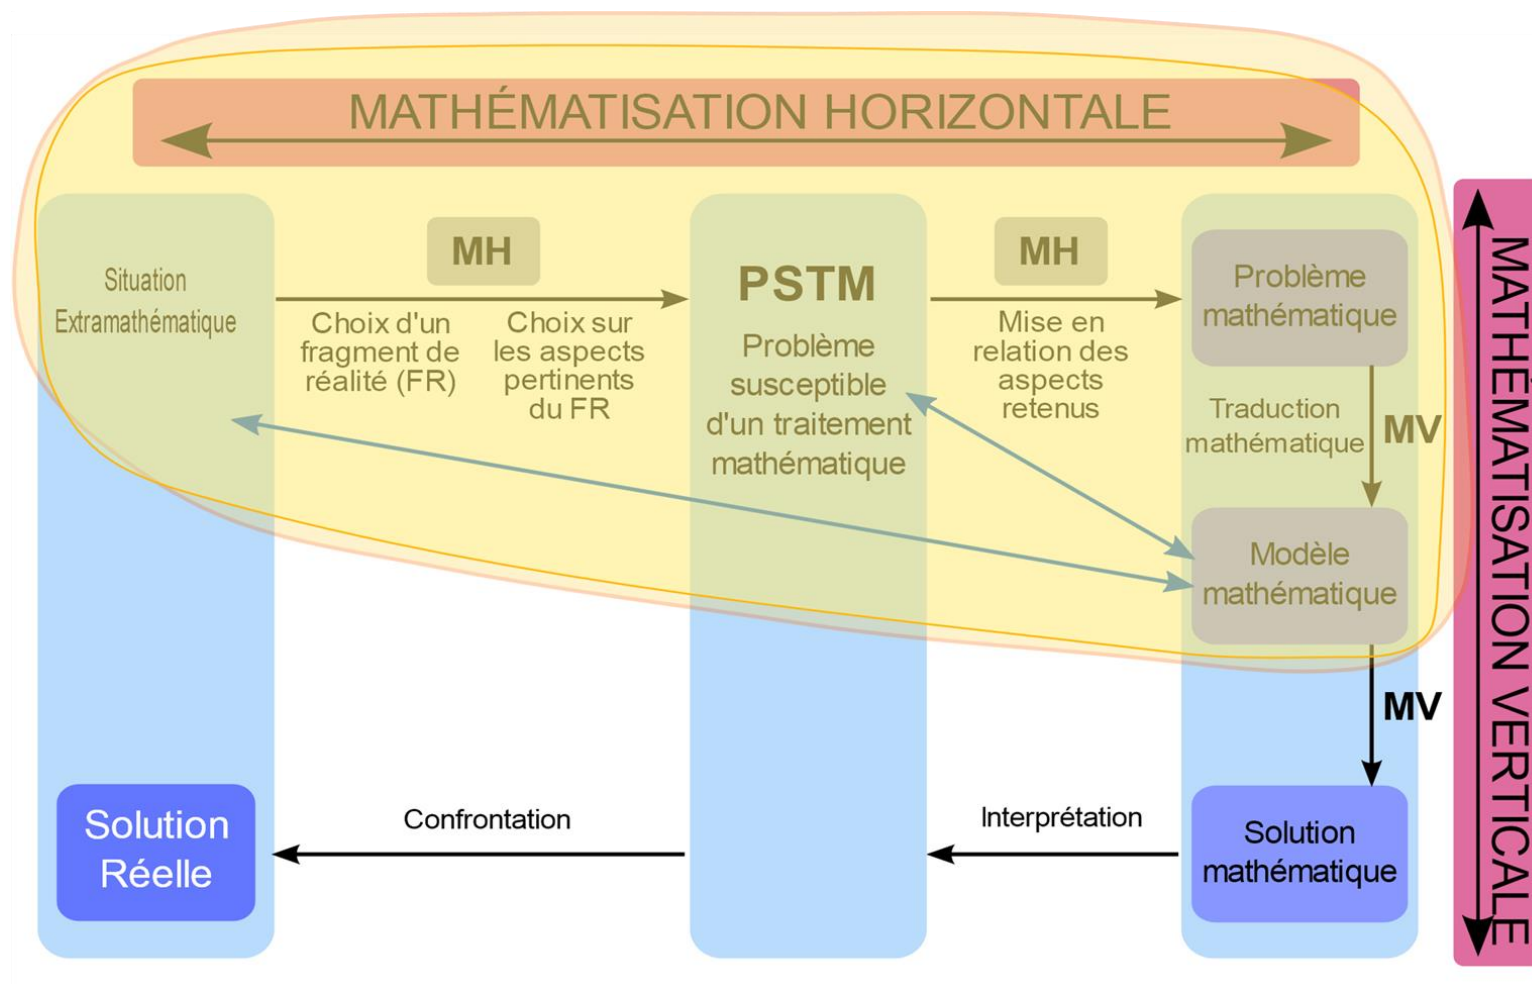 MATHÉMATISATION HORIZONTALE
Situation
Extramathématique
MH
Choix d'un
fragment de
réalité (FR)
Choix sur
les aspects
pertinents
du FR
PSTM
Problème
susceptible
d'un traitement
mathématique
MH
Mise en
relation des
aspects
retenus
Problème
mathématique
Traduction
mathématique
MV
Modèle
mathématique
MV
Solution
mathématique
Interprétation
Confrontation
Solution
Réelle
MATHÉMATISATION VERTICALE